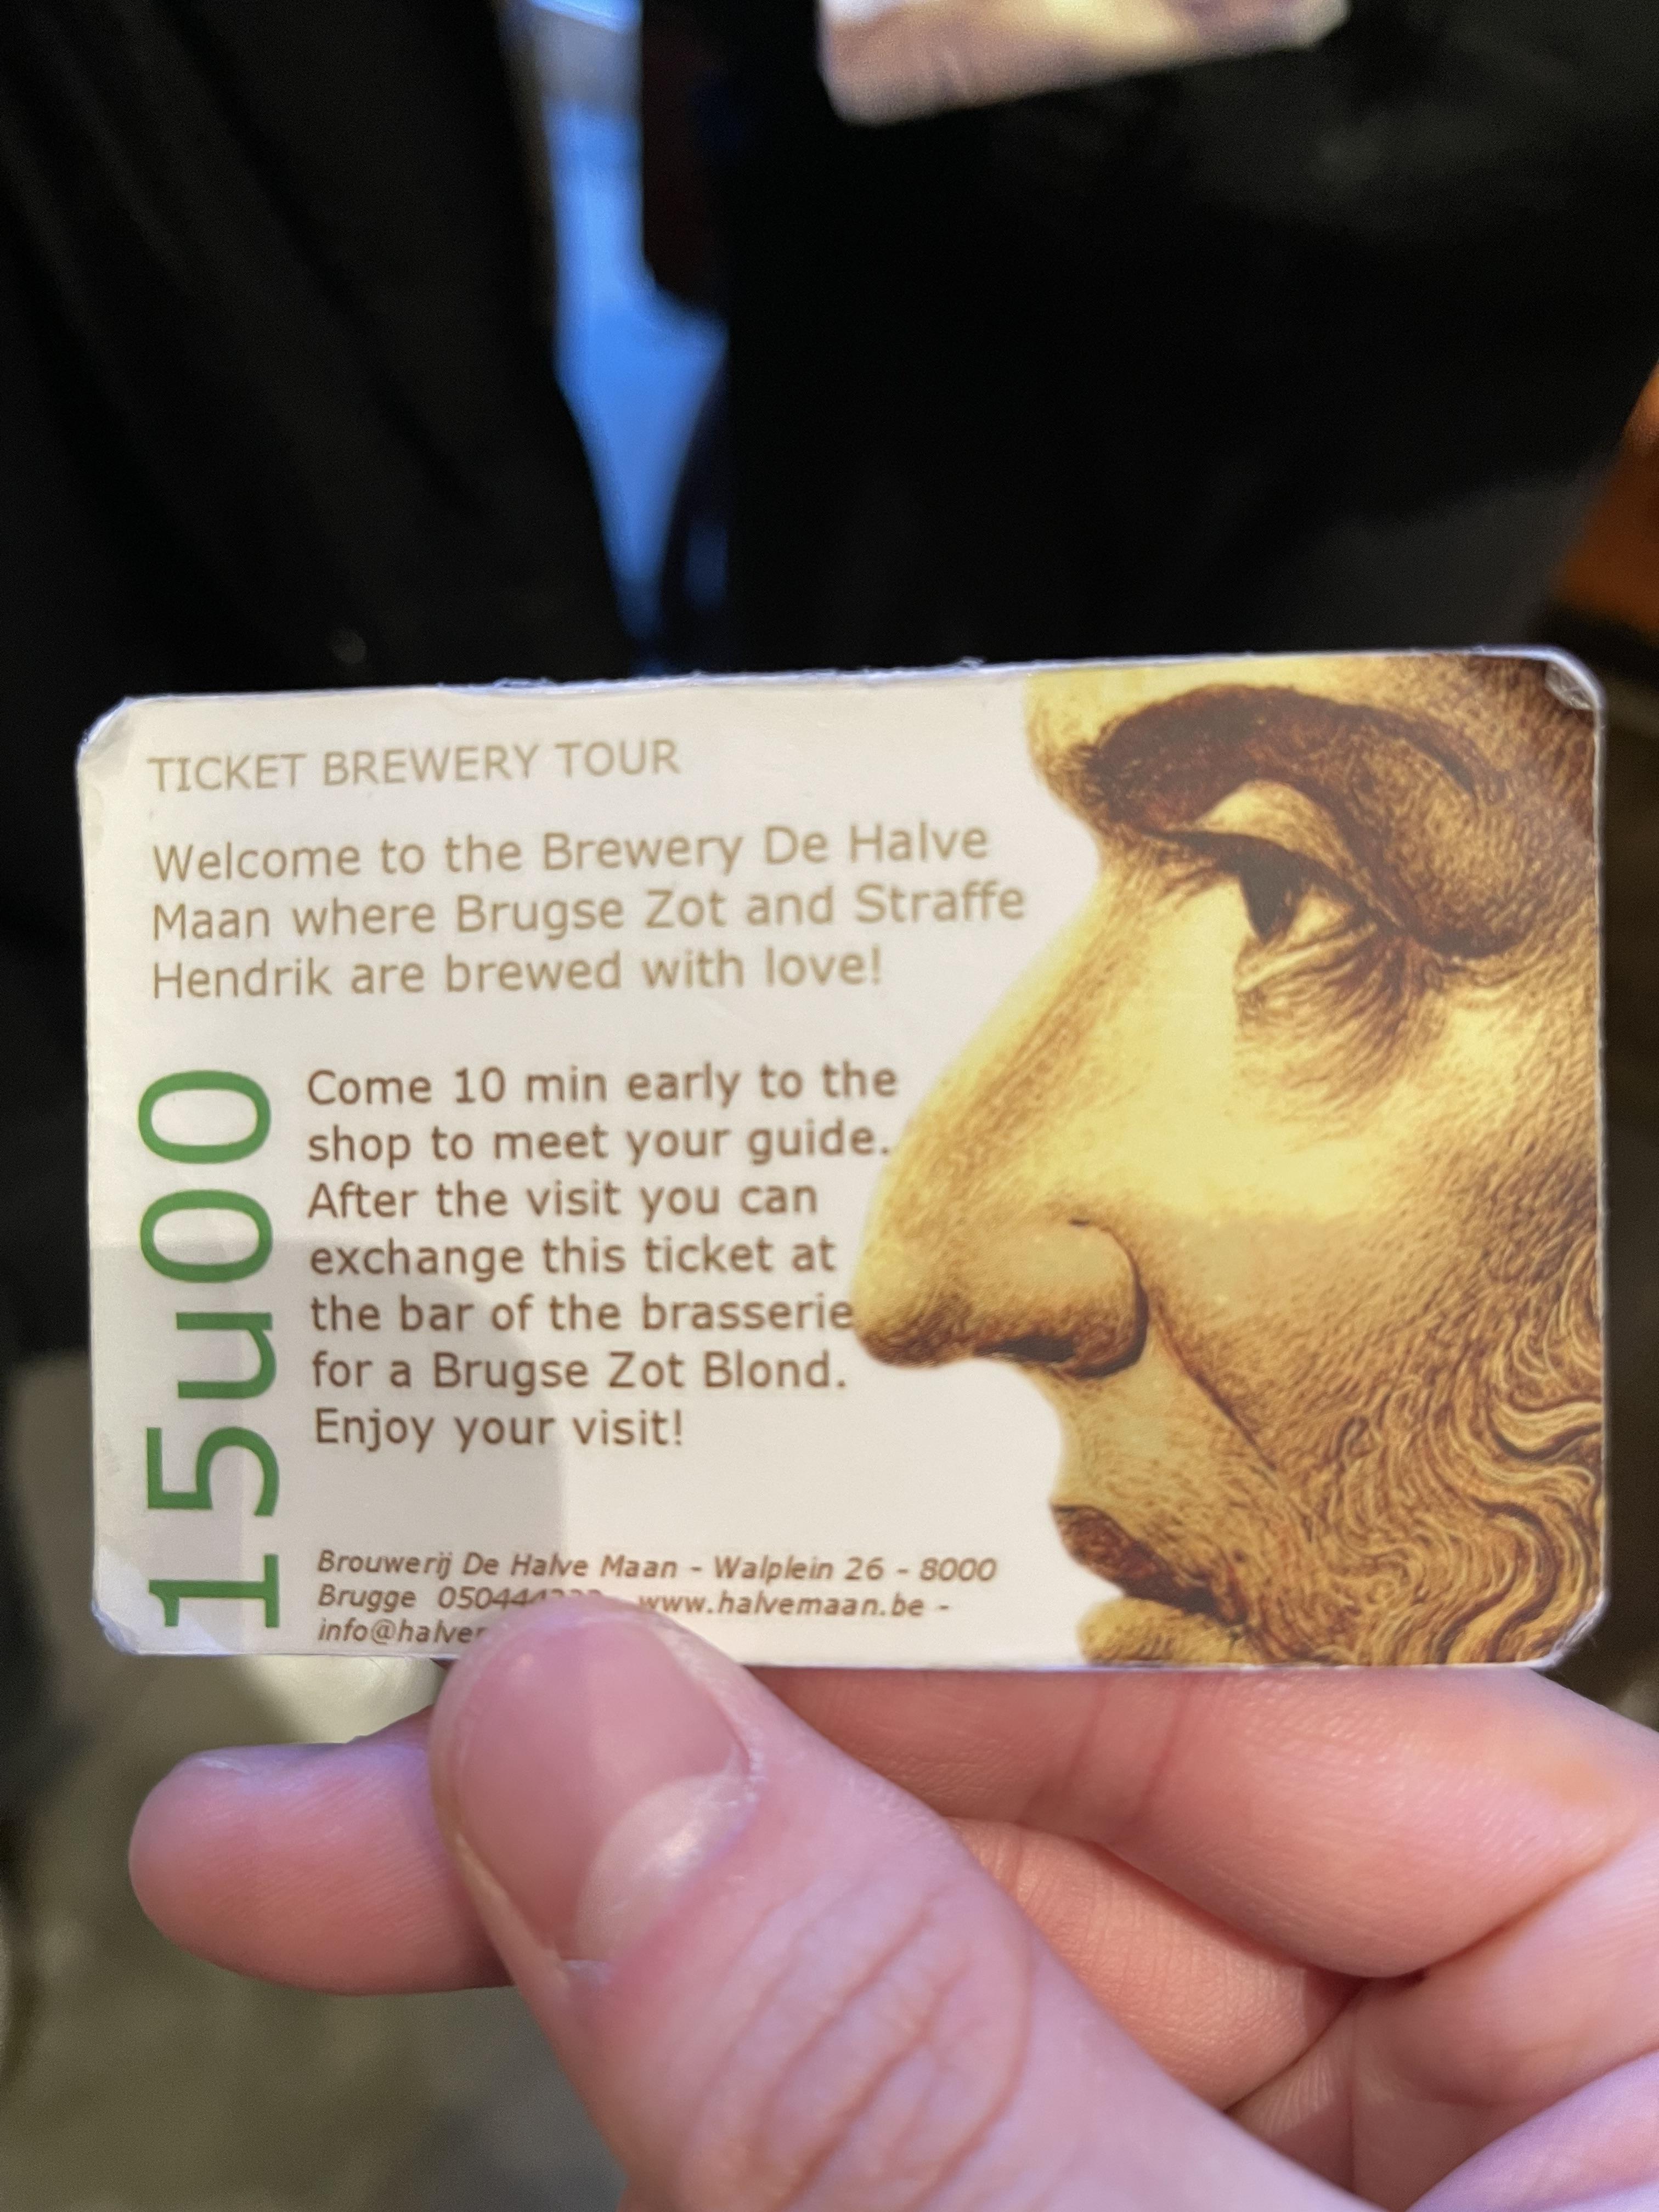 TICKET BREWERY TOUR
Welcome to the Brewery De Halve
Maan where Brugse Zot and Straffe
Hendrik are brewed with love!
15u00
Come 10 min early to the
shop to meet your guide.
After the visit you can
exchange this ticket at
the bar of the brasserie
for a Brugse Zot Blond.
Enjoy your visit!
Brouwerij De Halve Maan - Walplein 26 - 8000
Brugge www.halvemaan.be -